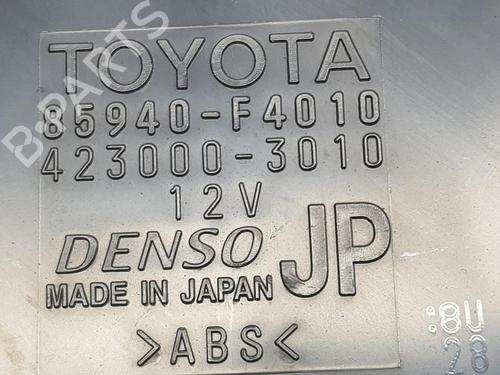 TOYOTA
85940-F4010
423000-3010
12V
DENSO JP
MADE IN JAPAN
>ABS<
8U
28
B-PARTS